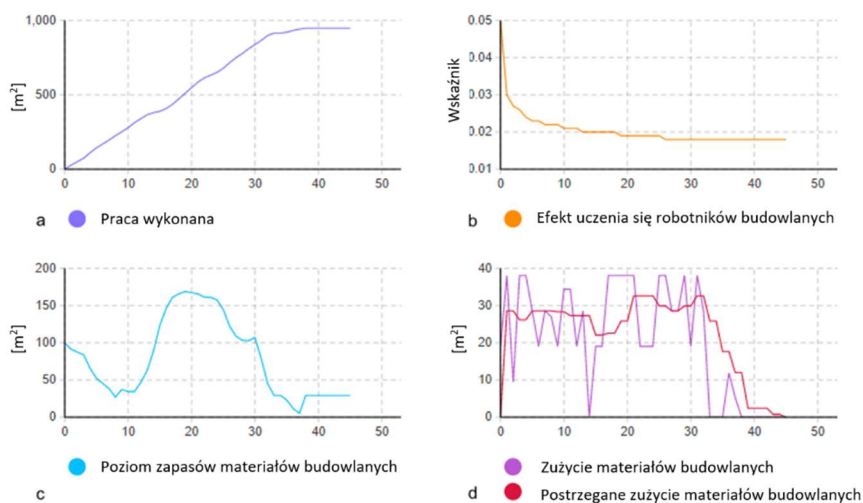 1,000
500
0
[m²]
0 10 20 30 40 50
a Praca wykonana
0.05
0.04
0.03
0.02
0.01
Wskaźnik
0 10 20 30 40 50
b Efekt uczenia się robotników budowlanych
200
150
100
50
0
[m²]
0 10 20 30 40 50
c Poziom zapasów materiałów budowlanych
40
30
20
10
0
[m²]
0 10 20 30 40 50
d Zużycie materiałów budowlanych
Postrzegane zużycie materiałów budowlanych